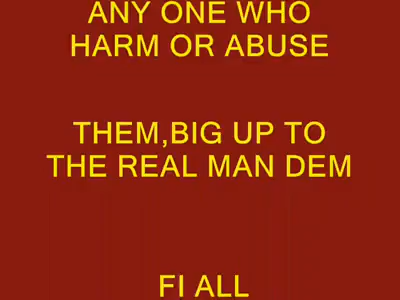 ANY ONE WHO
HARM OR ABUSE
THEM,BIG UP TO
THE REAL MAN DEM
FI ALL